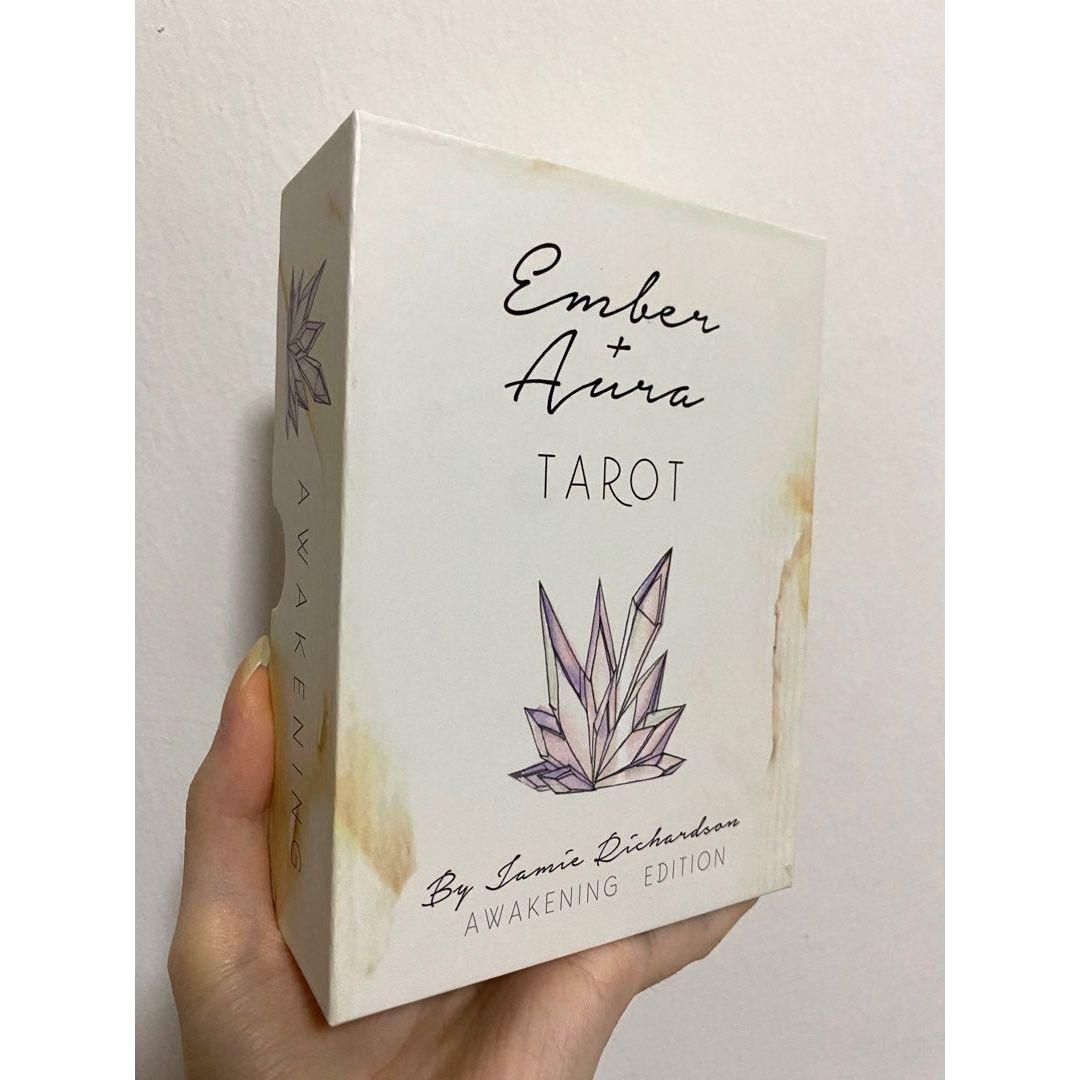 Ember
+
Aura
TAROT
By Jamie Richardson
AWAKENING EDITION
AWAKENING